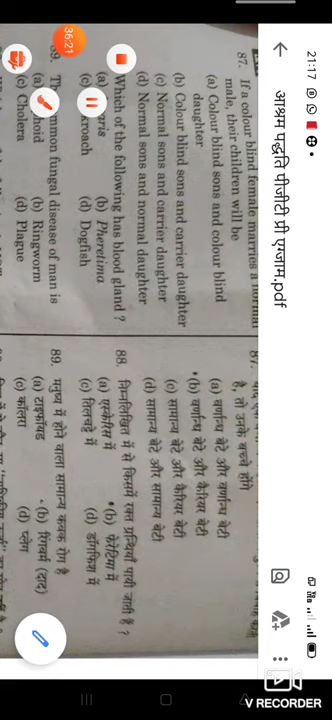 21:17
आश्रम पद्धति पीजीटी प्री एग्जाम.pdf
36:21
87. If a colour blind female marries a normal
male, their children will be
(a) Colour blind sons and colour blind
daughter
(b) Colour blind sons and carrier daughter
(c) Normal sons and carrier daughter
(d) Normal sons and normal daughter
Which of the following has blood gland ?
(b) Pheretima
(d) Dogfish
fungal disease of man is
(b) Ringworm
(c) Cholera (d) Plague
87.
है, तो उनके बच्चे होंगे
(a) वर्णान्ध बेटे और वर्णान्ध बेटी
(b) वर्णान्ध बेटे और कैरियर बेटी
(c) सामान्य बेटे और कैरियर बेटी
(d) सामान्य बेटे और सामान्य बेटी
88. निम्नलिखित में से किसमें रक्त ग्रन्थियाँ पायी जाती है ?
(a) एस्केरिस में (b) फेरेटिमा में
(c) तिलचट्टे में (d) डॉगफिश में
89. मनुष्य में होने वाला सामान्य कवक रोग है
(a) टाइफॉयड (b) रिंगवर्म (दाद)
(c) कॉलरा (d) प्लेग
V RECORDER